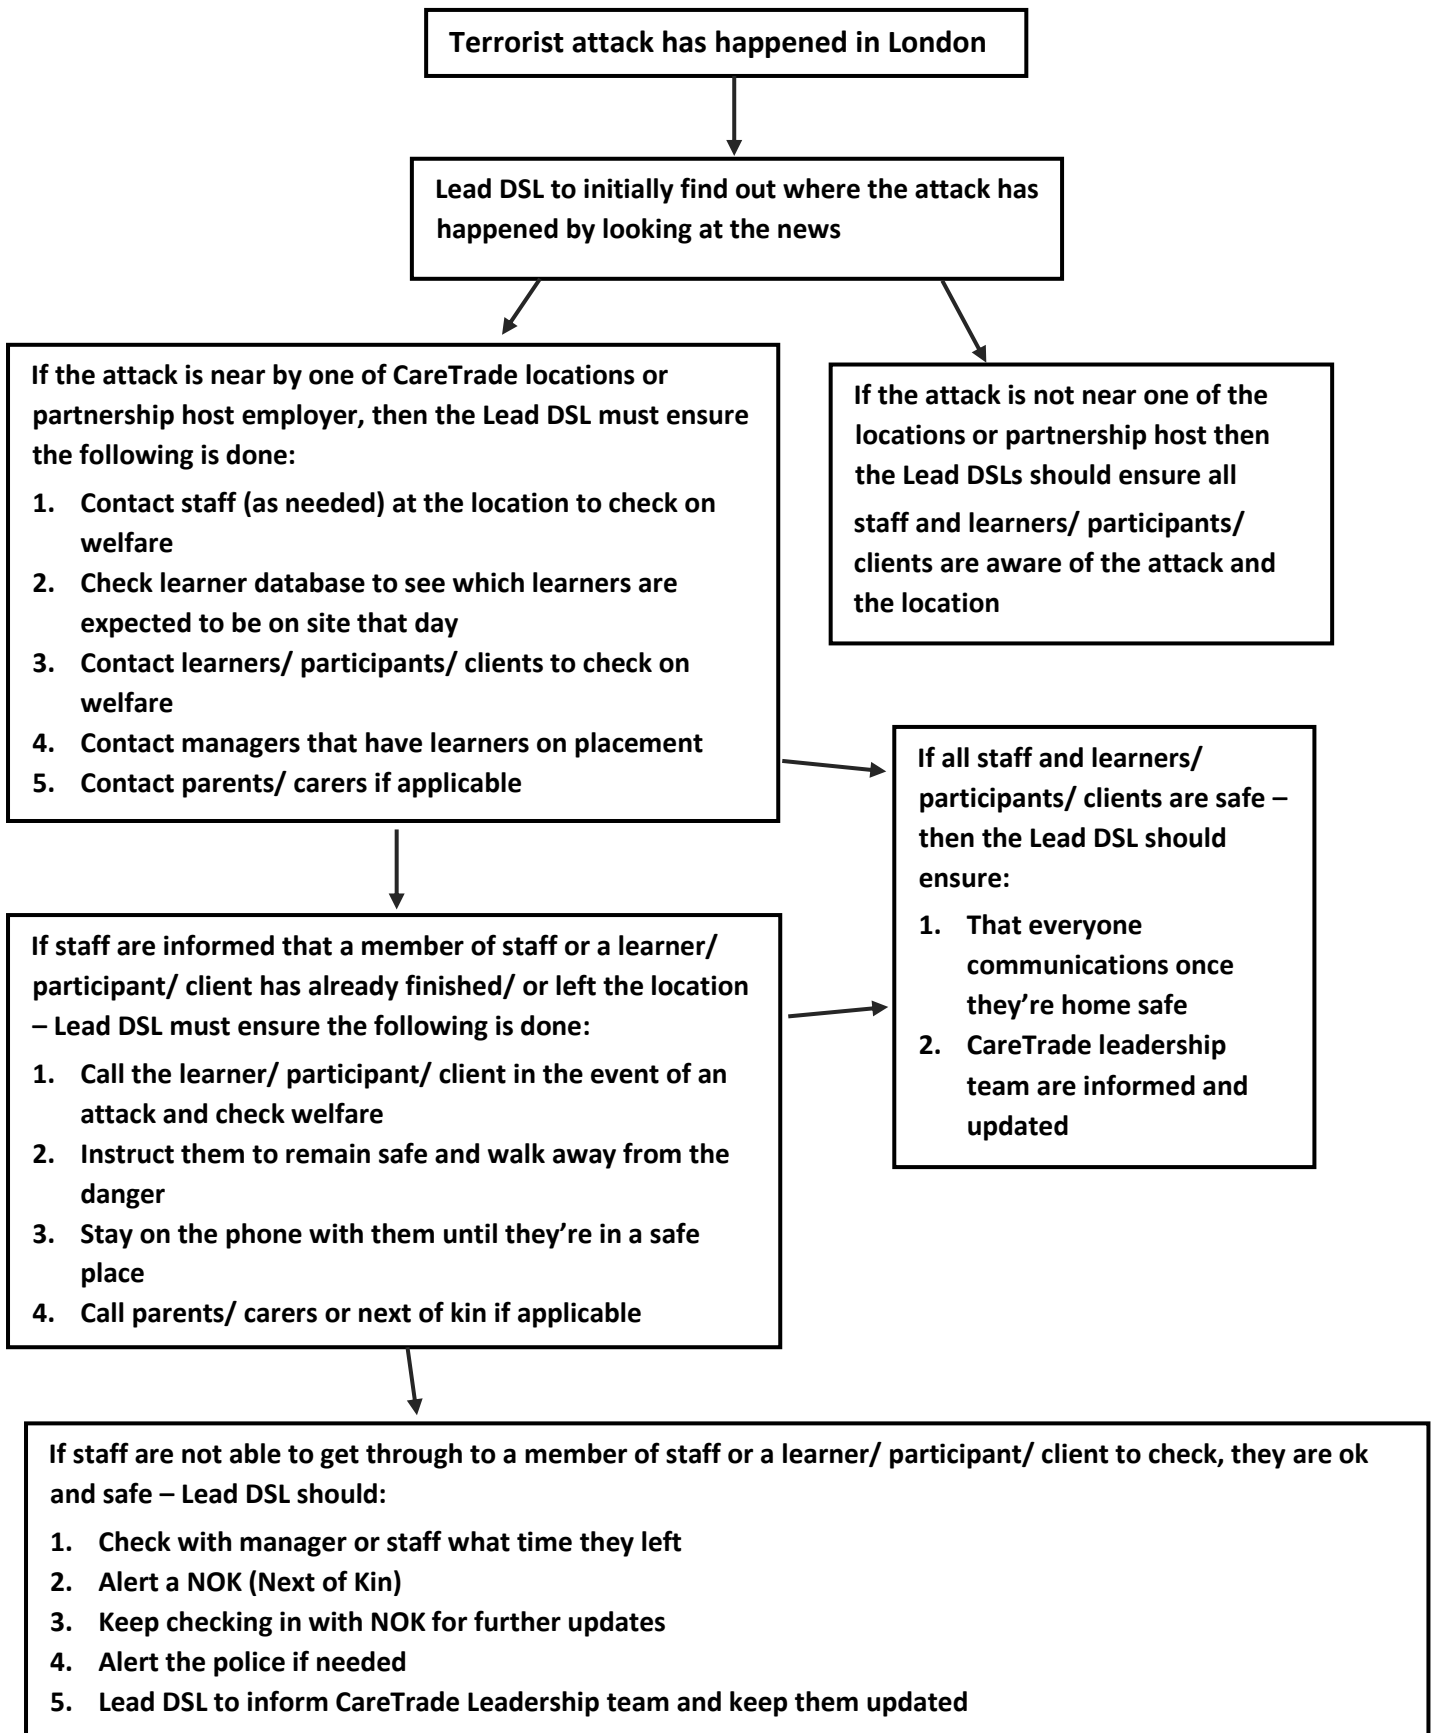 Terrorist attack has happened in London
Lead DSL to initially find out where the attack has
happened by looking at the news
If the attack is near by one of CareTrade locations or
partnership host employer, then the Lead DSL must ensure
the following is done:
1. Contact staff (as needed) at the location to check on
welfare
2. Check learner database to see which learners are
expected to be on site that day
3. Contact learners/ participants/ clients to check on
welfare
4. Contact managers that have learners on placement
5. Contact parents/ carers if applicable
If the attack is not near one of the
locations or partnership host then
the Lead DSLs should ensure all
staff and learners/ participants/
clients are aware of the attack and
the location
If all staff and learners/
participants/ clients are safe –
then the Lead DSL should
ensure:
1. That everyone
communications once
they’re home safe
2. CareTrade leadership
team are informed and
updated
If staff are informed that a member of staff or a learner/
participant/ client has already finished/ or left the location
– Lead DSL must ensure the following is done:
1. Call the learner/ participant/ client in the event of an
attack and check welfare
2. Instruct them to remain safe and walk away from the
danger
3. Stay on the phone with them until they’re in a safe
place
4. Call parents/ carers or next of kin if applicable
If staff are not able to get through to a member of staff or a learner/ participant/ client to check, they are ok
and safe – Lead DSL should:
1. Check with manager or staff what time they left
2. Alert a NOK (Next of Kin)
3. Keep checking in with NOK for further updates
4. Alert the police if needed
5. Lead DSL to inform CareTrade Leadership team and keep them updated